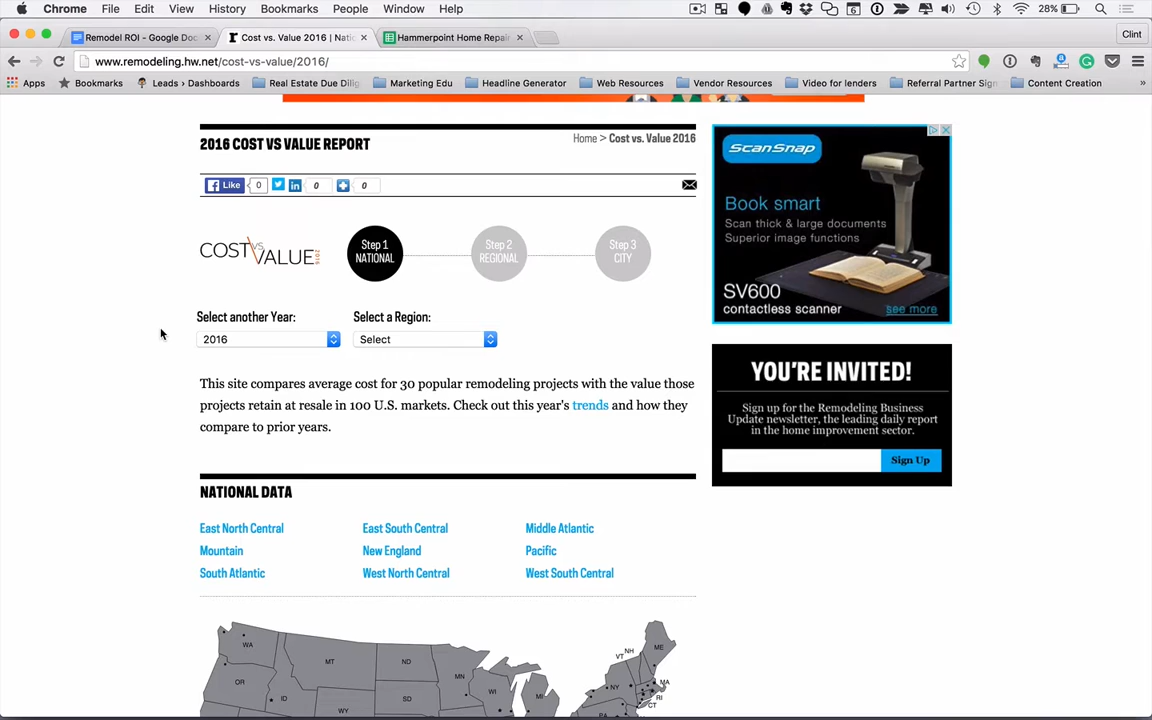 Chrome File Edit View History Bookmarks People Window Help 28%
Remodel ROI - Google Doc Cost vs. Value 2016 | Natio Hammerpoint Home Repair Clint
www.remodeling.hw.net/cost-vs-value/2016/
Apps Bookmarks Leads > Dashboards Real Estate Due Dilig Marketing Edu Headline Generator Web Resources Vendor Resources Video for lenders Referral Partner Sign Content Creation »
2016 COST VS VALUE REPORT
Home > Cost vs. Value 2016
Like 0 0 0
COST VS VALUE 2016
Step 1
NATIONAL
Step 2
REGIONAL
Step 3
CITY
Select another Year: Select a Region:
2016 Select
This site compares average cost for 30 popular remodeling projects with the value those
projects retain at resale in 100 U.S. markets. Check out this year's trends and how they
compare to prior years.
NATIONAL DATA
East North Central East South Central Middle Atlantic
Mountain New England Pacific
South Atlantic West North Central West South Central
WA MT ND MN VT NH ME
OR ID SD WI MI NY MA
WY PA CT RI
ScanSnap
Book smart
Scan thick & large documents
Superior image functions
SV600
contactless scanner see more
YOU'RE INVITED!
Sign up for the Remodeling Business
Update newsletter, the leading daily report
in the home improvement sector.
Sign Up